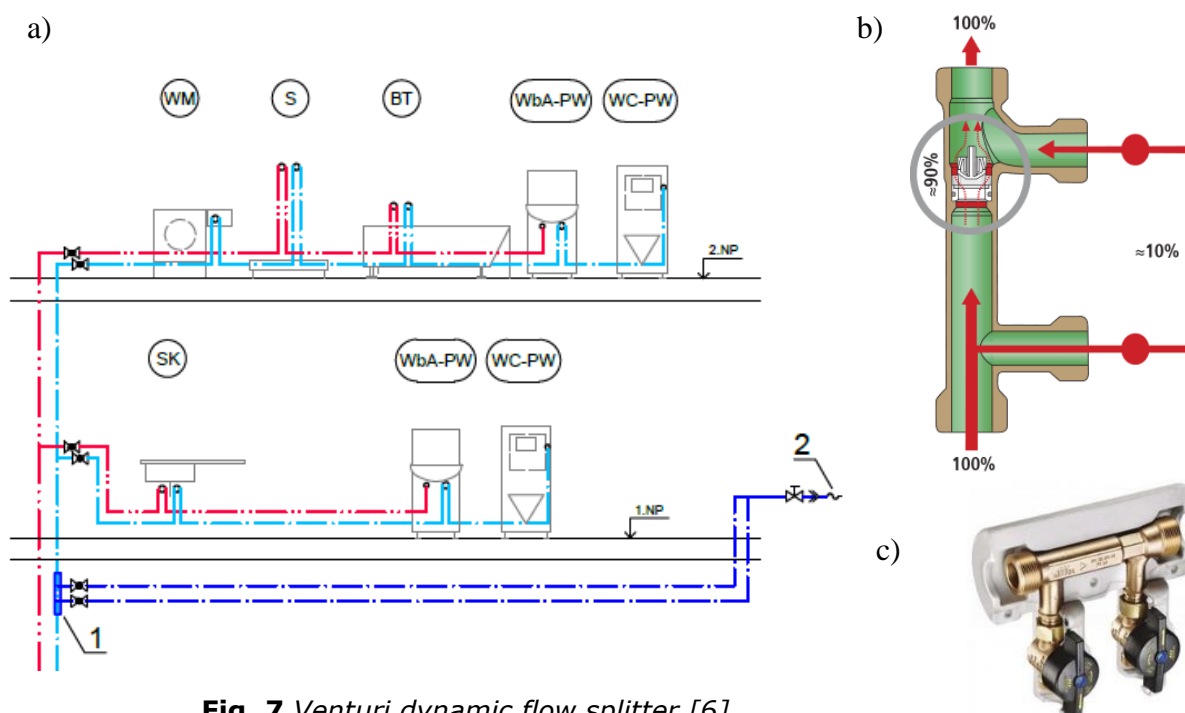 a)
WM S BT WbA-PW WC-PW
2.NP
SK WbA-PW WC-PW
2
1.NP
1
b)
100%
≈90%
≈10%
100%
c)
Fig. 7 Venturi dynamic flow splitter [6]